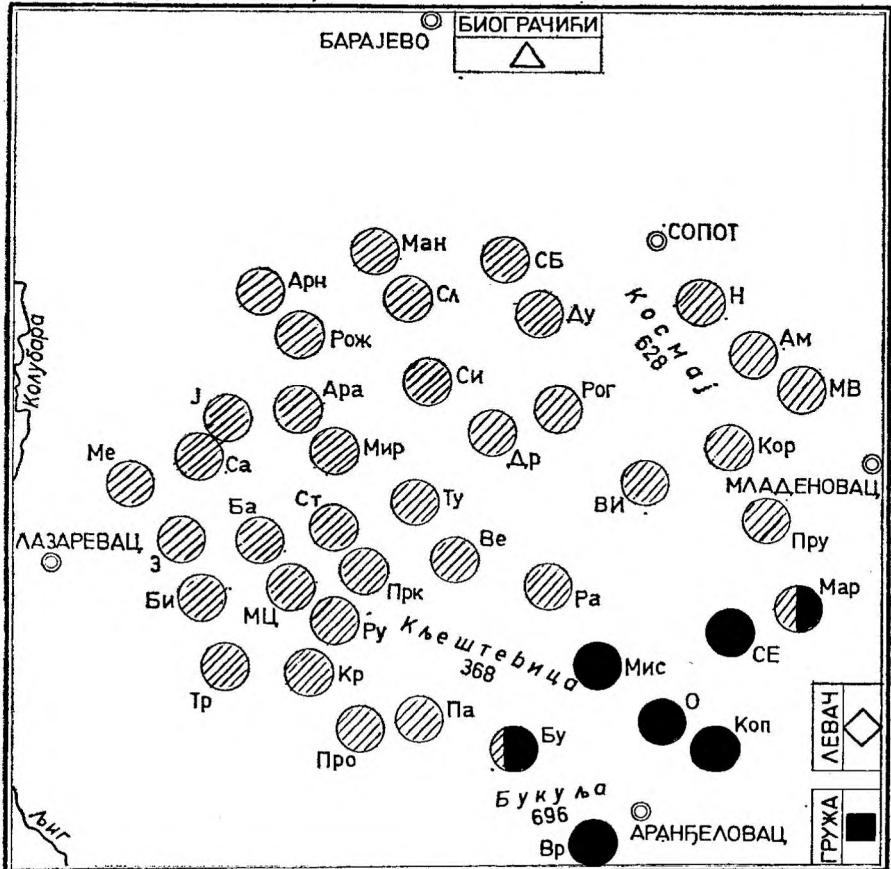 БАРАЈЕВО
БИОГРАЧИЋИ
Ман
СБ
СОПОТ
Арн
Сл
Ду
Н
Рож
Космај
628
Ам
Колубара
Си
МВ
Ј
Ара
Рог
Са
Мир
Др
Кор
Ме
МЛАДЕНОВАЦ
Ба
Ст
Ту
ВИ
Пру
ЛАЗАРЕВАЦ
З
Прк
Ве
Ра
Мар
Би
МЦ
Ру
СЕ
Кљештевица
368
Мис
Тр
Кр
О
Коп
ЛЕВАЧ
Про
Па
Бу
Букуља
696
АРАНЂЕЛОВАЦ
ГРУЖА
Љиг
Вр